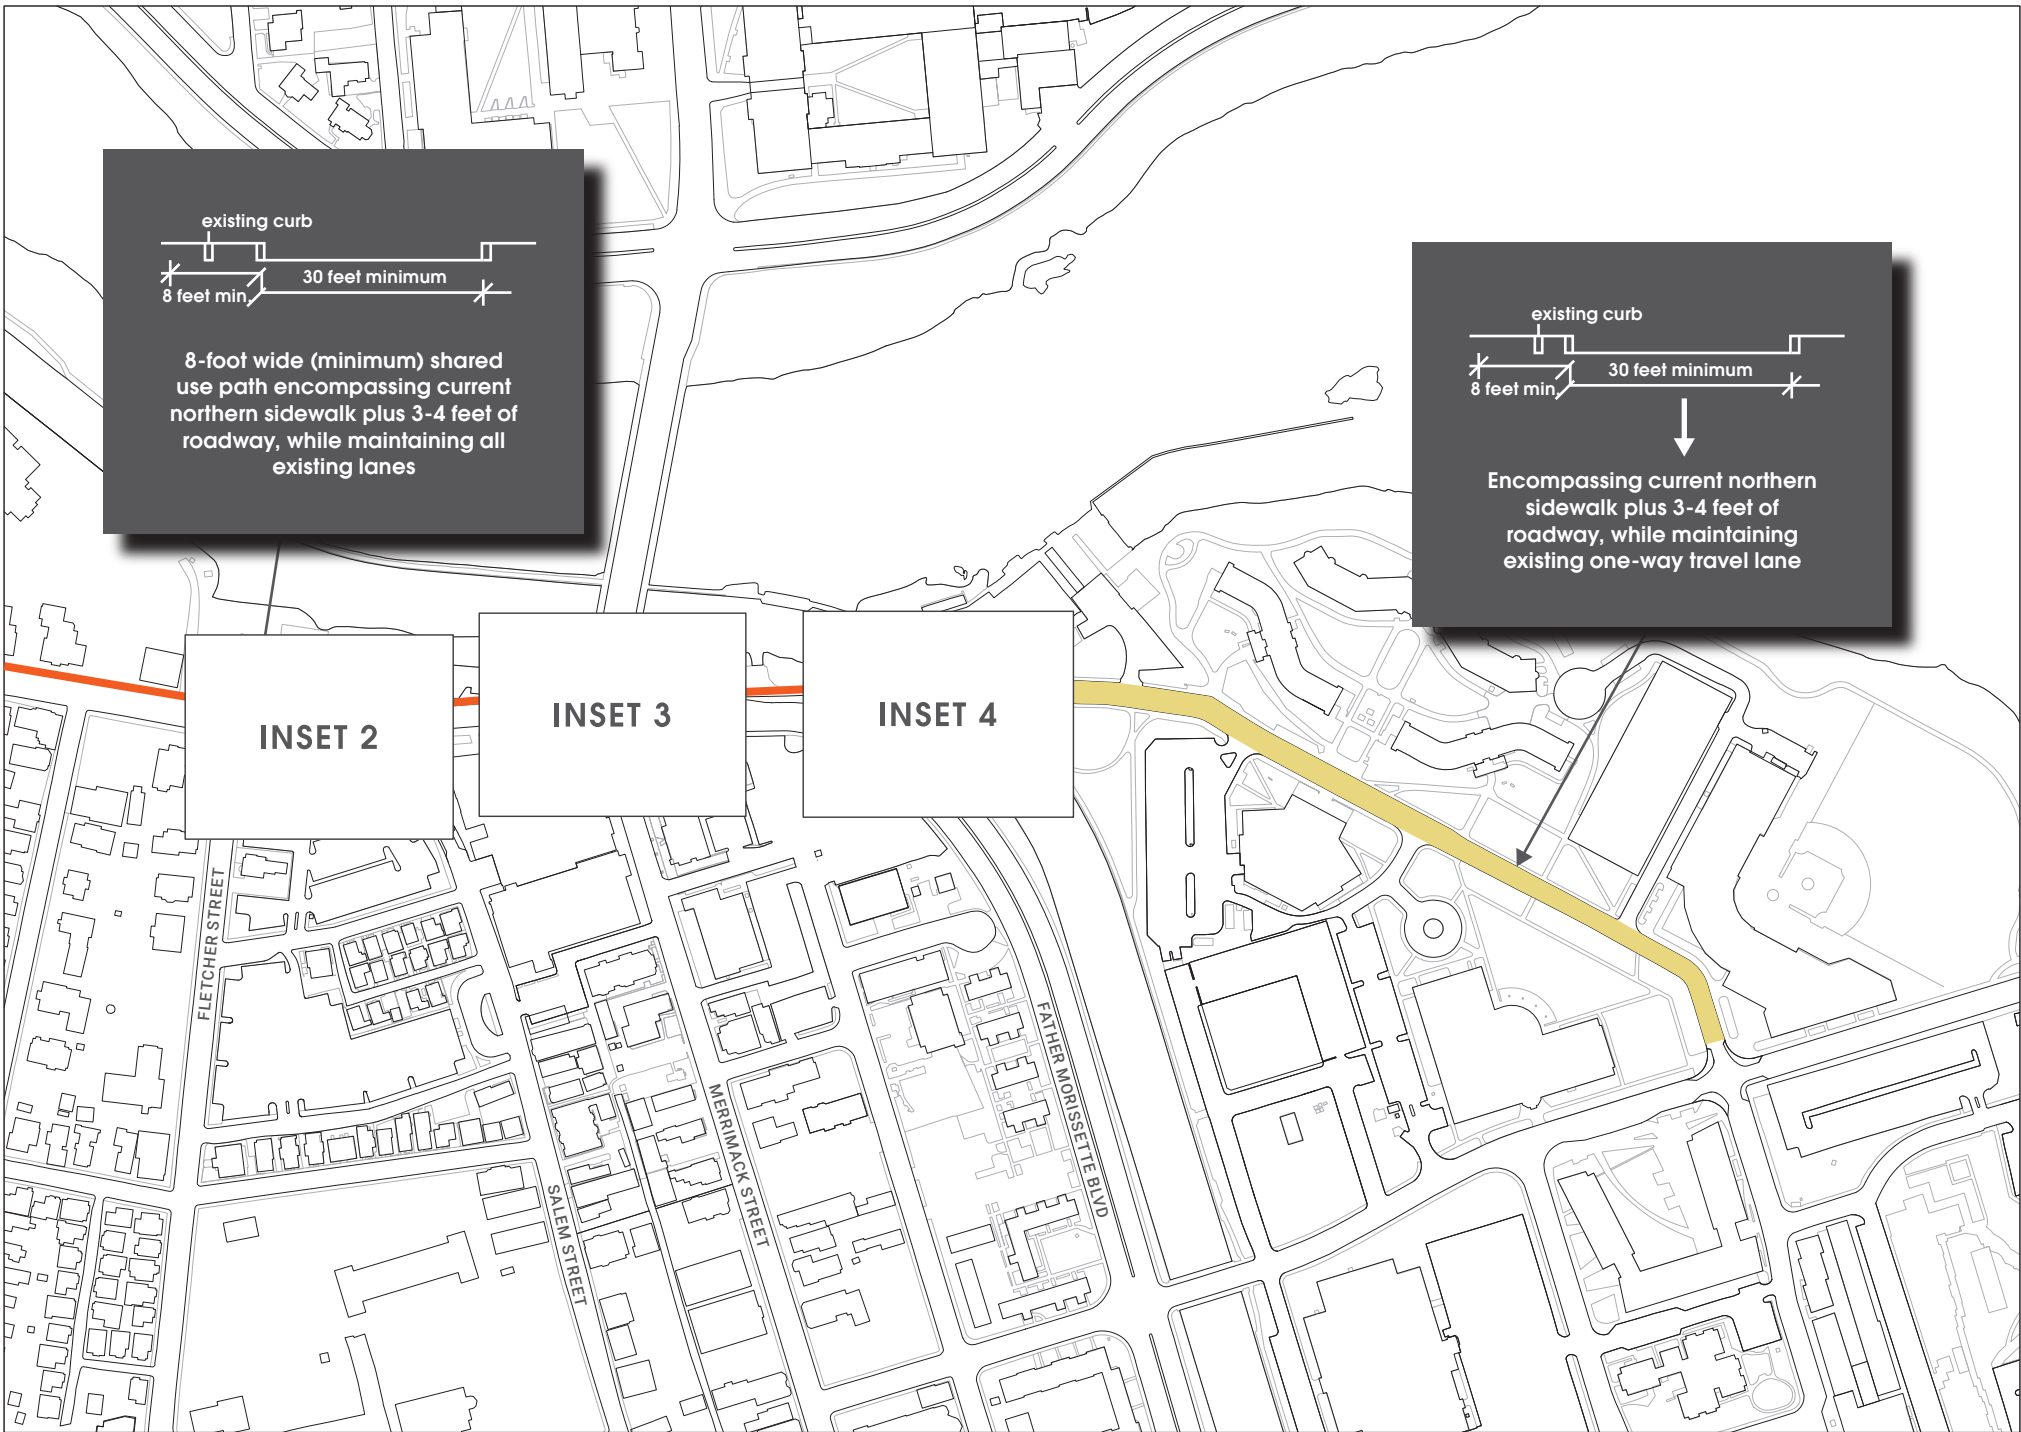 existing curb
30 feet minimum
8 feet min.
8-foot wide (minimum) shared
use path encompassing current
northern sidewalk plus 3-4 feet of
roadway, while maintaining all
existing lanes
existing curb
30 feet minimum
8 feet min.
Encompassing current northern
sidewalk plus 3-4 feet of
roadway, while maintaining
existing one-way travel lane
INSET 2
INSET 3
INSET 4
FLETCHER STREET
SALEM STREET
MERRIMACK STREET
FATHER MORISSETTE BLVD